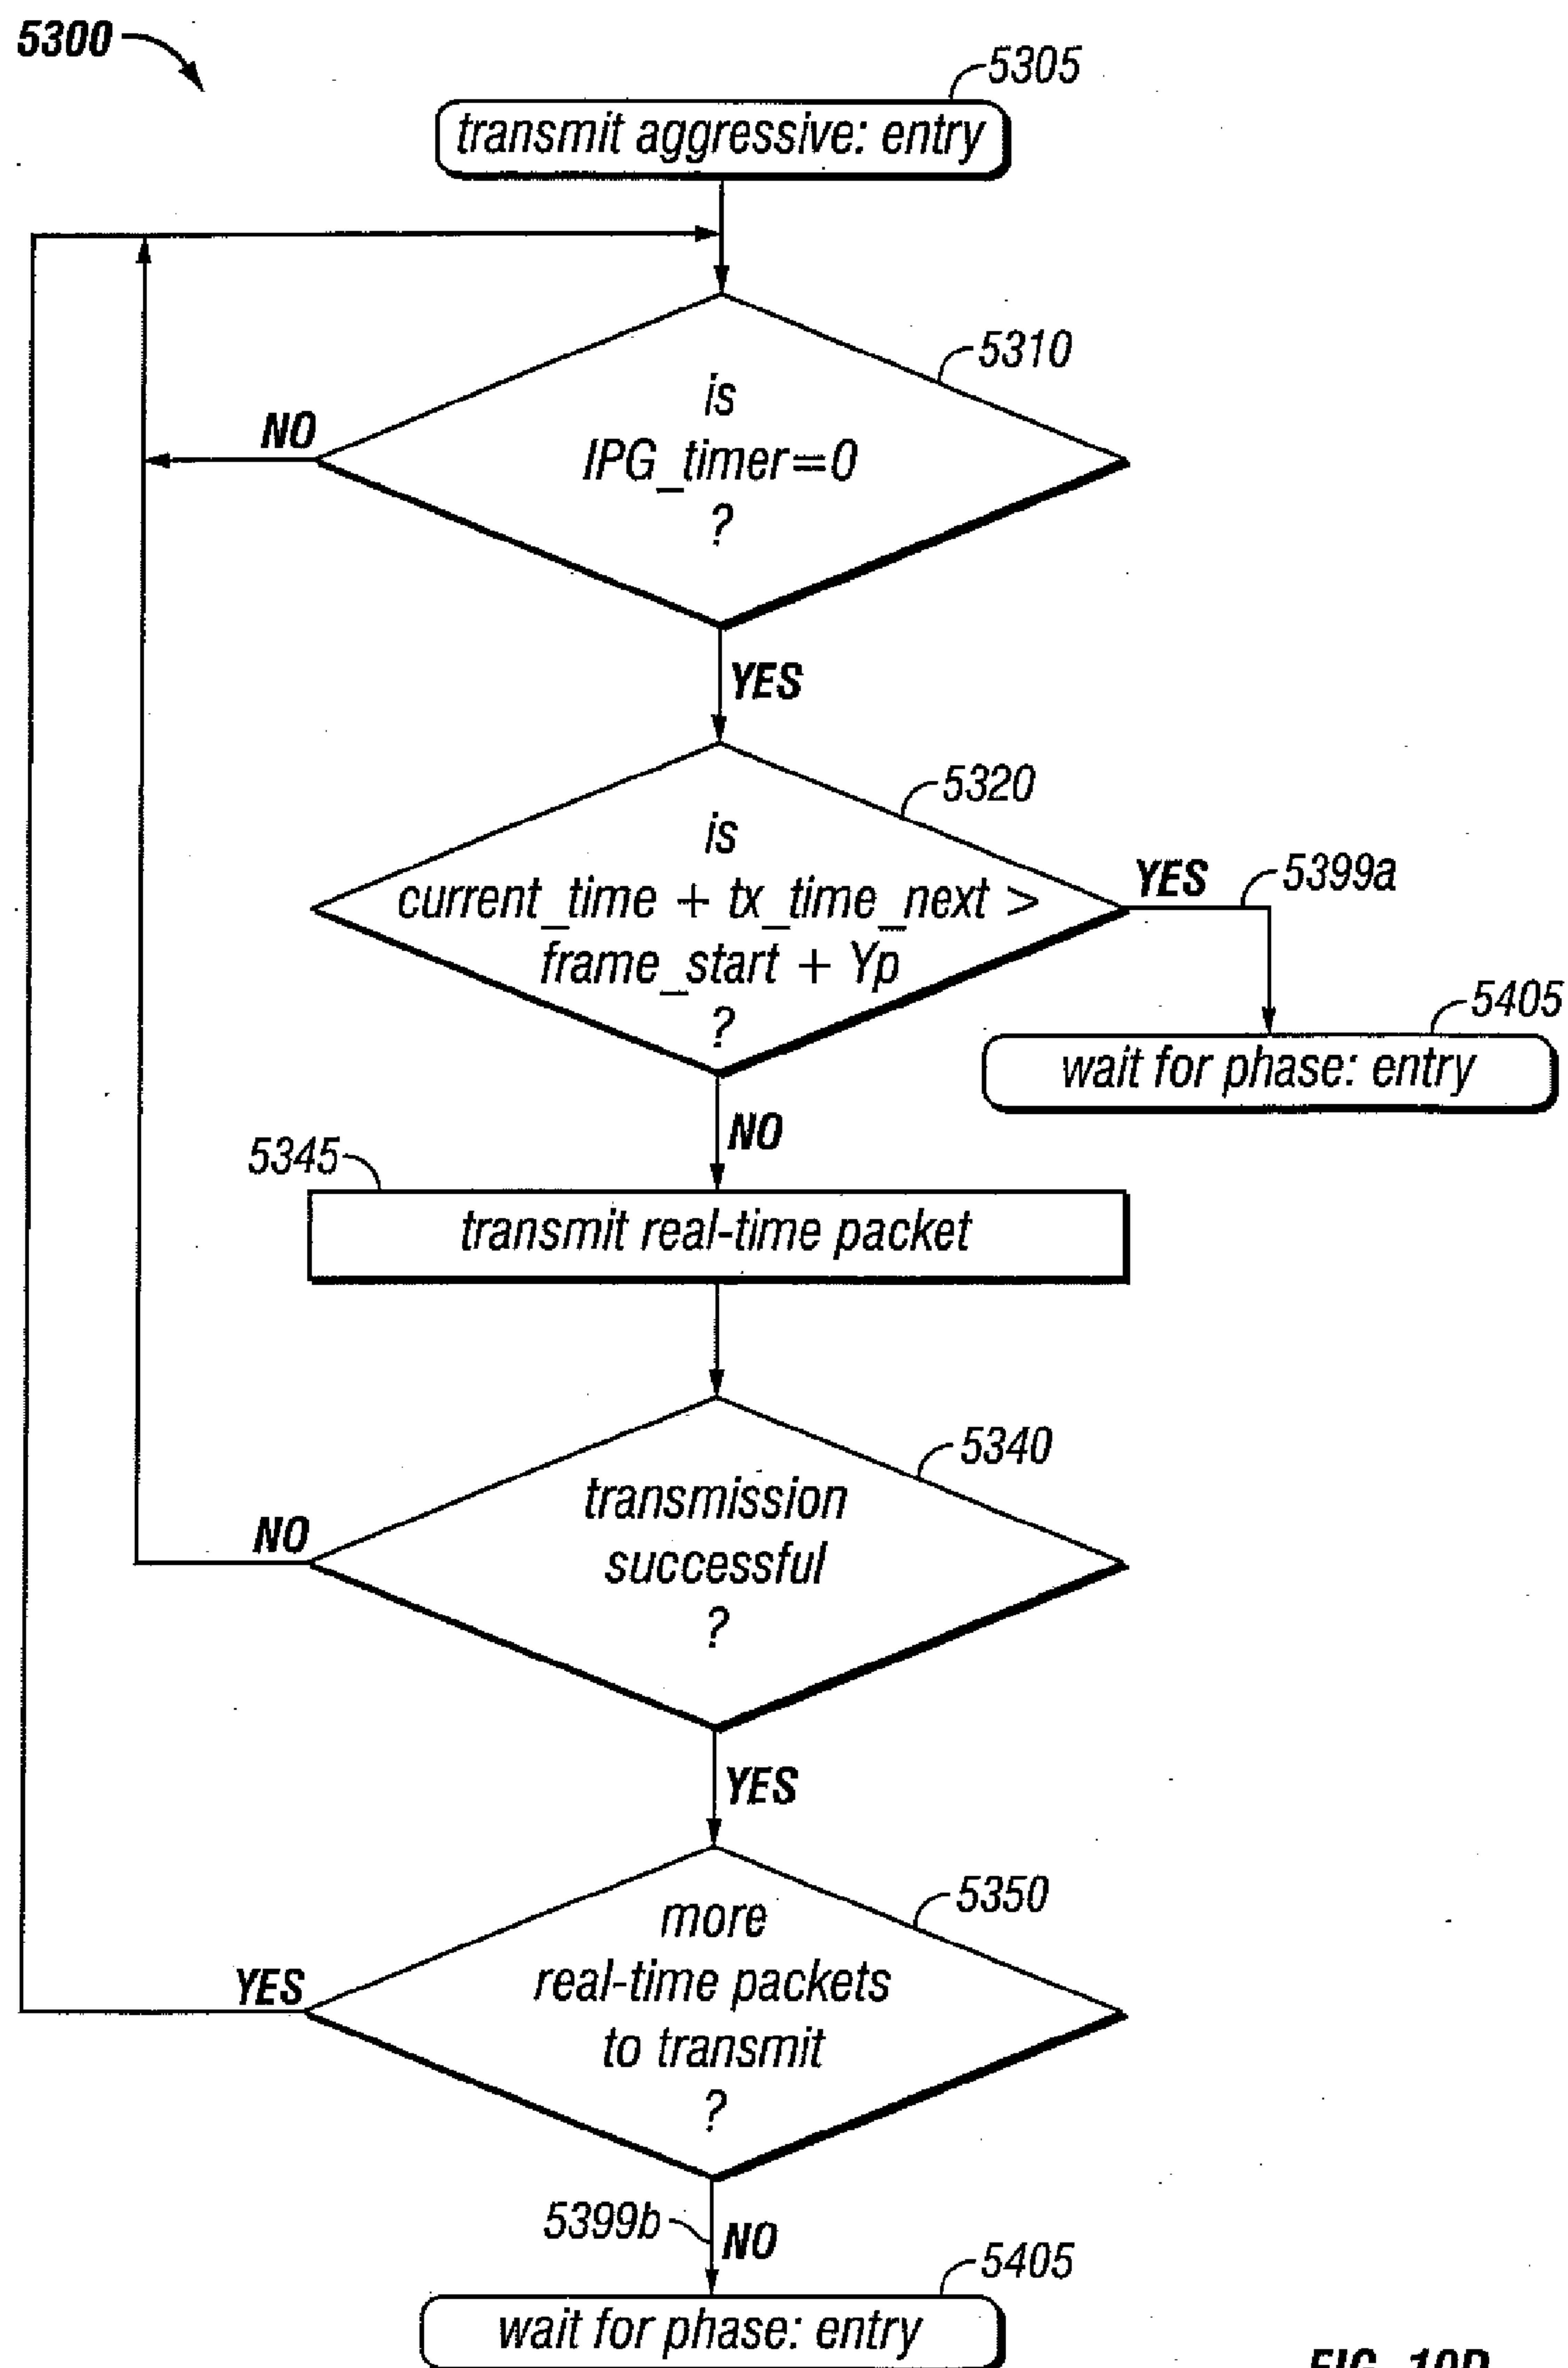 5300
5305
transmit aggressive: entry
5310
is
IPG_timer=0
?
NO
YES
5320
is
current_time + tx_time_next >
frame_start + Yp
?
YES
5399a
5405
wait for phase: entry
NO
5345
transmit real-time packet
5340
transmission
successful
?
NO
YES
5350
more
real-time packets
to transmit
?
YES
5399b
NO
5405
wait for phase: entry